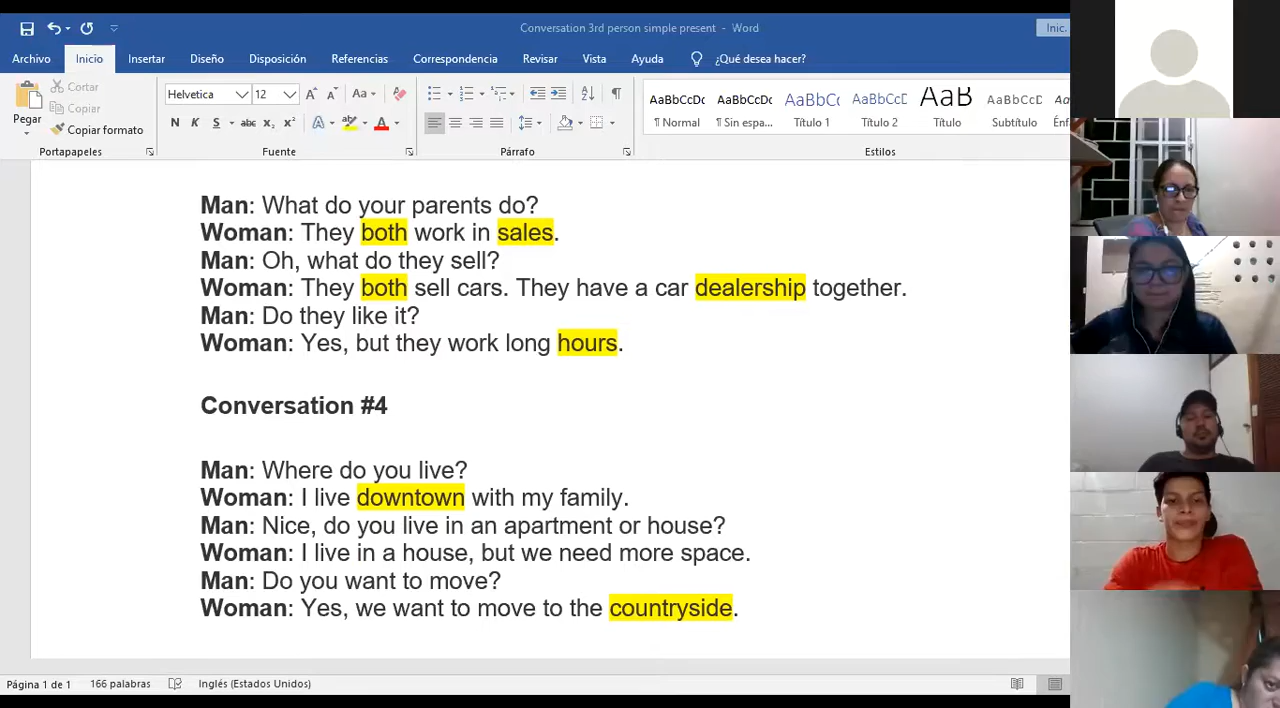 Conversation 3rd person simple present - Word
Inic.
Archivo Inicio Insertar Diseño Disposición Referencias Correspondencia Revisar Vista Ayuda ¿Qué desea hacer?
Pegar
Cortar
Copiar
Copiar formato
Portapapeles
Helvetica 12
N K S abc x₂ x²
Fuente
Párrafo
AaBbCcDc AaBbCcDc AaBbC AaBbCcD AaB AaBbCcD
¶ Normal ¶ Sin espa... Título 1 Título 2 Título Subtítulo
Estilos
Man: What do your parents do?
Woman: They both work in sales.
Man: Oh, what do they sell?
Woman: They both sell cars. They have a car dealership together.
Man: Do they like it?
Woman: Yes, but they work long hours.
Conversation #4
Man: Where do you live?
Woman: I live downtown with my family.
Man: Nice, do you live in an apartment or house?
Woman: I live in a house, but we need more space.
Man: Do you want to move?
Woman: Yes, we want to move to the countryside.
Página 1 de 1 166 palabras Inglés (Estados Unidos)